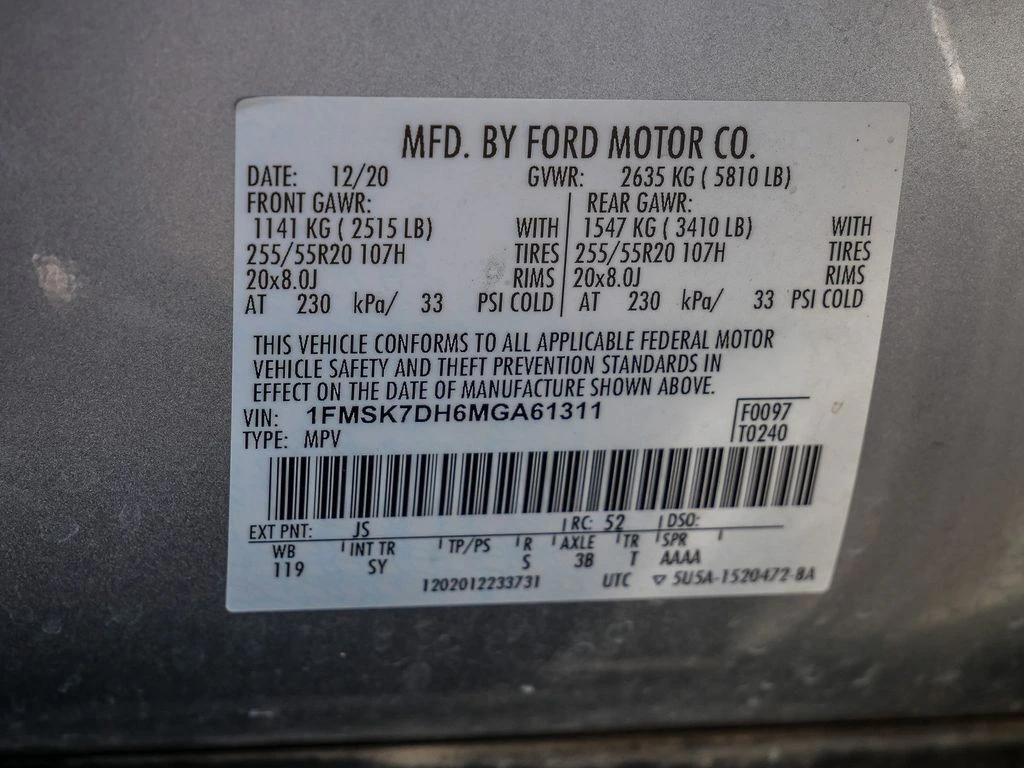 MFD. BY FORD MOTOR CO.
DATE: 12/20 GVWR: 2635 KG ( 5810 LB)
FRONT GAWR: REAR GAWR:
1141 KG ( 2515 LB) WITH 1547 KG ( 3410 LB) WITH
255/55R20 107H TIRES 255/55R20 107H TIRES
20x8.0J RIMS 20x8.0J RIMS
AT 230 kPa/ 33 PSI COLD AT 230 kPa/ 33 PSI COLD
THIS VEHICLE CONFORMS TO ALL APPLICABLE FEDERAL MOTOR
VEHICLE SAFETY AND THEFT PREVENTION STANDARDS IN
EFFECT ON THE DATE OF MANUFACTURE SHOWN ABOVE.
VIN: 1FMSK7DH6MGA61311 F0097
TYPE: MPV T0240
EXT PNT: JS RC: 52 DSO:
WB INT TR TP/PS R AXLE TR SPR
119 SY S 3B T AAAA
1202012233731 UTC ▽ 5U5A-1520472-BA